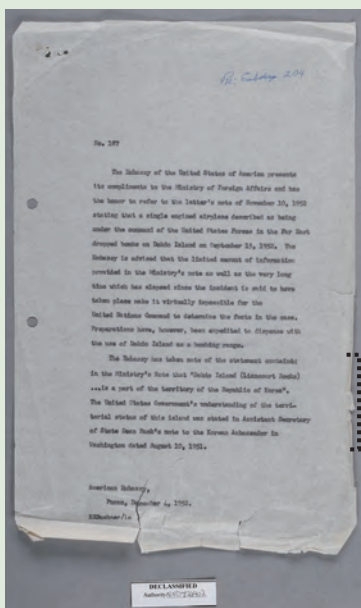 No. 187
The Embassy of the United States of America presents
its compliments to the Ministry of Foreign Affairs and has
the honor to refer to the latter's note of November 10, 1952
stating that a single engined airplane described as being
under the command of the United States Forces in the Far East
dropped bombs on Dokdo Island on September 15, 1952. The
Embassy is advised that the limited amount of information
provided in the Ministry's note as well as the very long
time which has elapsed since the incident is said to have
taken place make it virtually impossible for the
United Nations Command to determine the facts in the case.
Preparations have, however, been expedited to dispense with
the use of Dokdo Island as a bombing range.
The Embassy has taken note of the statement contained
in the Ministry's Note that "Dokdo Island (Liancourt Rocks)
...is a part of the territory of the Republic of Korea".
The United States Government's understanding of the terri-
torial status of this island was stated in Assistant Secretary
of State Dean Rusk's note to the Korean Ambassador in
Washington dated August 10, 1951.
American Embassy,
Pusan, December 4, 1952.
DECLASSIFIED
Authority